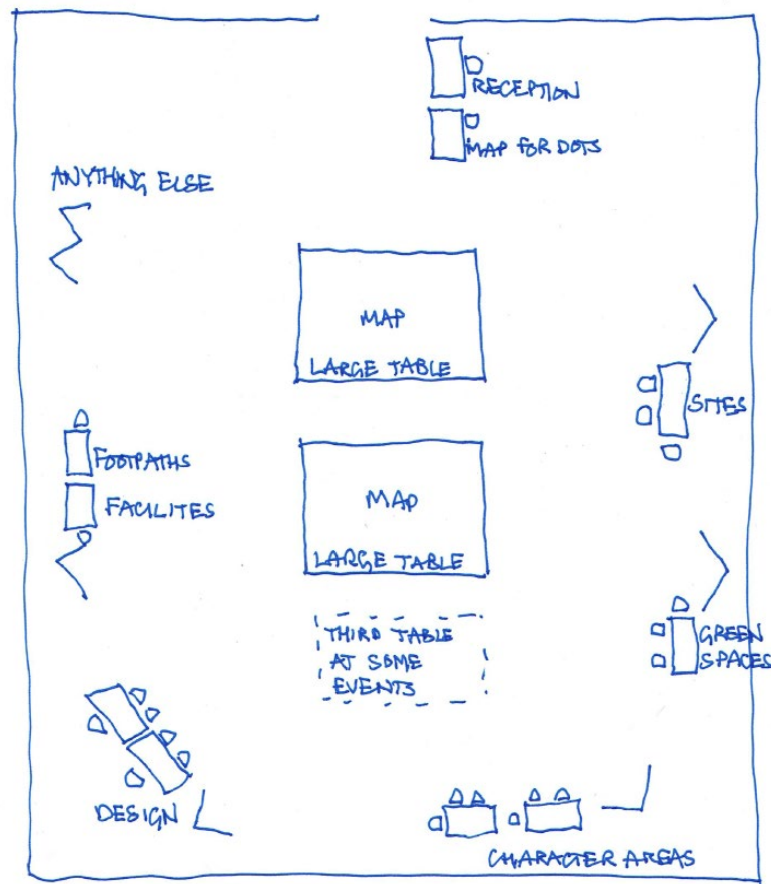 RECEPTION
MAP FOR DOTS
ANYTHING ELSE
MAP
LARGE TABLE
SITES
FOOTPATHS
FACILITES
MAP
LARGE TABLE
THIRD TABLE
AT SOME
EVENTS
GREEN
SPACES
DESIGN
CHARACTER AREAS